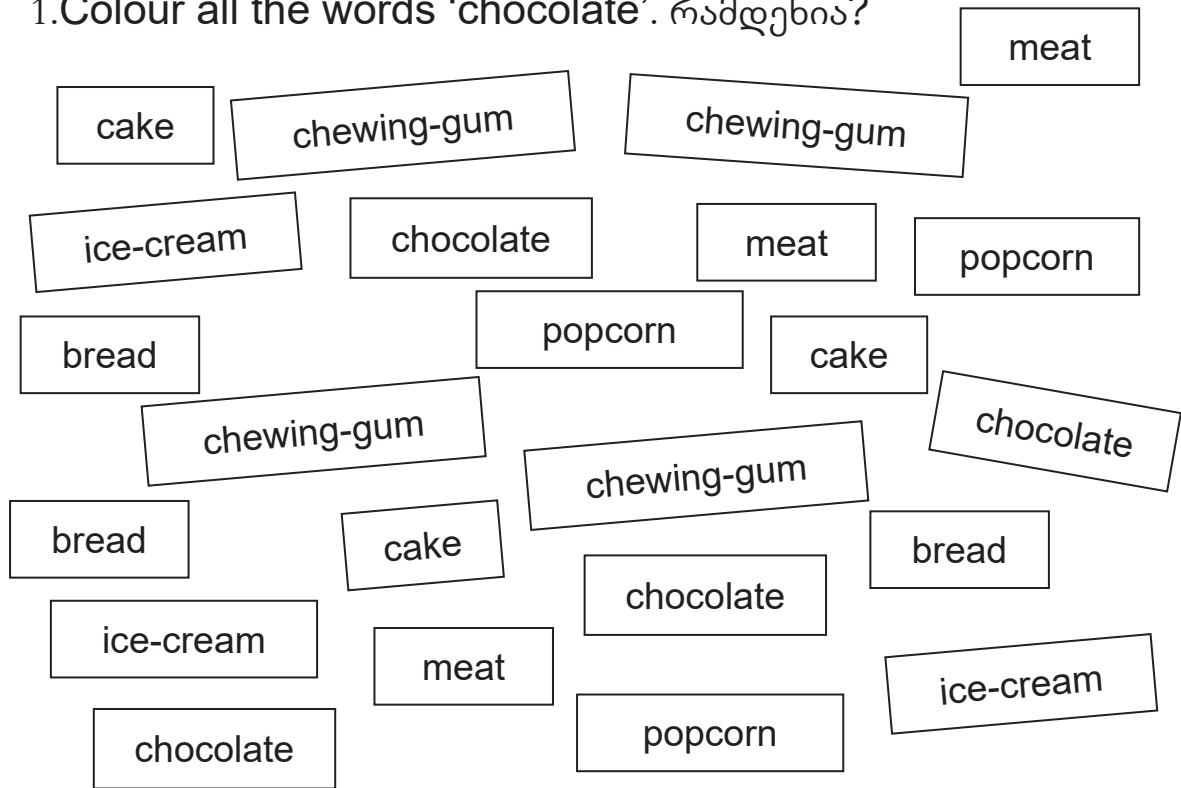 1.Colour all the words ‘chocolate’. რამდენია?
meat
cake
chewing-gum
chewing-gum
ice-cream
chocolate
meat
popcorn
popcorn
bread
cake
chewing-gum
chocolate
chewing-gum
bread
cake
bread
chocolate
ice-cream
meat
ice-cream
popcorn
chocolate